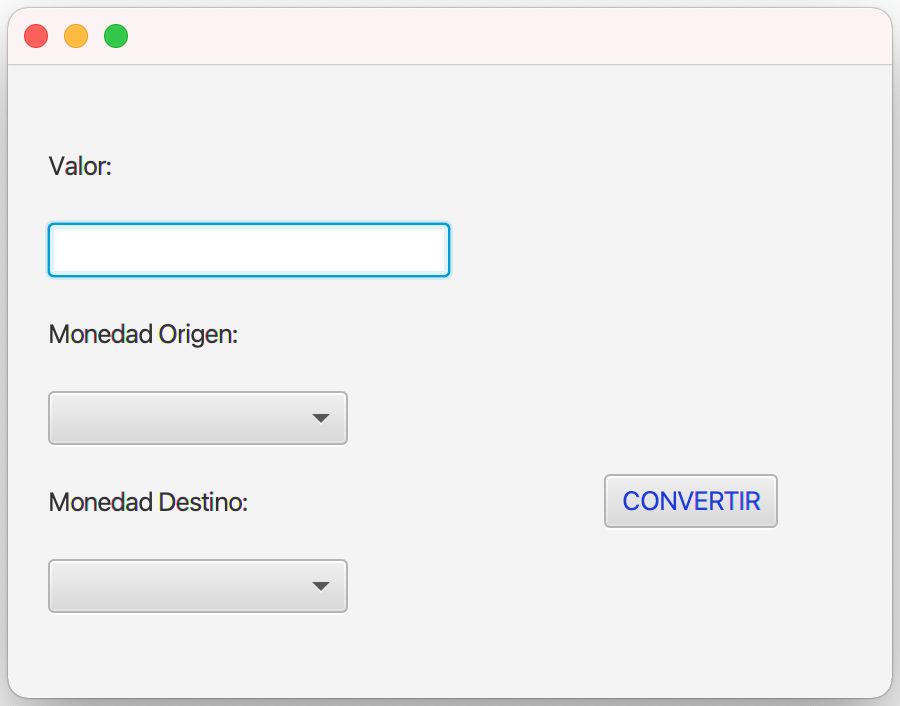 Valor:
Monedad Origen:
Monedad Destino:
CONVERTIR